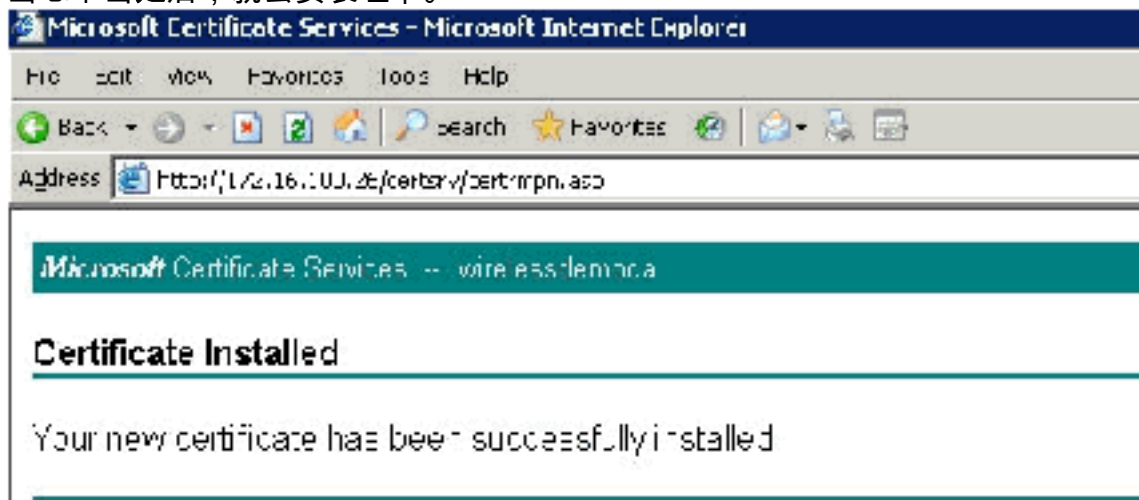 Microsoft Certificate Services - Microsoft Internet Explorer
File Edit View Favorites Tools Help
Back Search Favorites
Address http://172.16.100.26/certsrv/certrmpn.asp
Microsoft Certificate Services -- wirelessdemoca
Certificate Installed
Your new certificate has been successfully installed